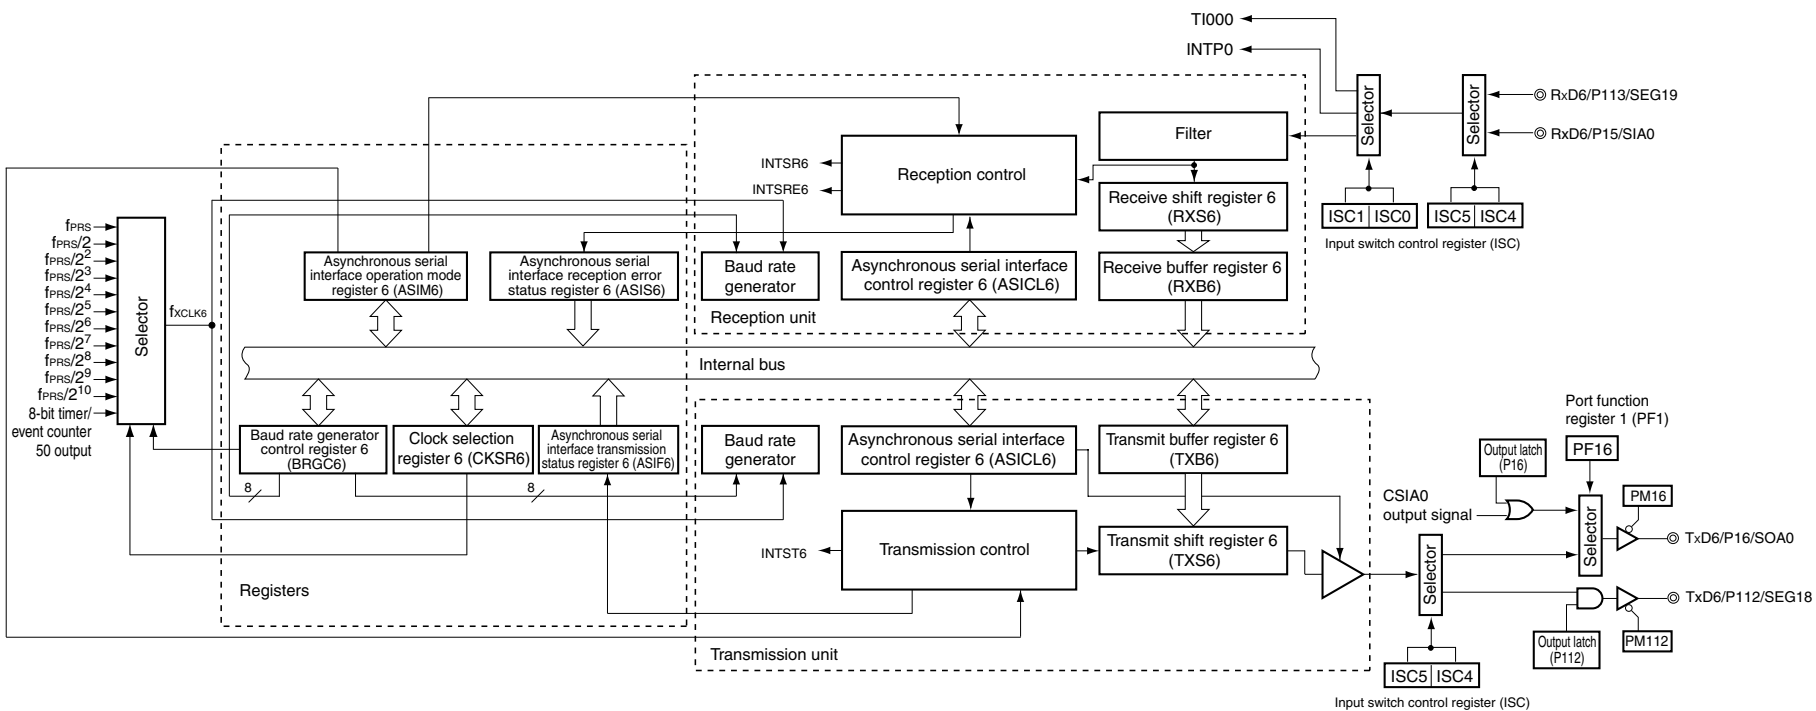 TI000
INTP0
RxD6/P113/SEG19
RxD6/P15/SIA0
Selector
Selector
ISC1 ISC0
ISC5 ISC4
Input switch control register (ISC)
Filter
Reception control
INTSR6
INTSRE6
Receive shift register 6
(RXS6)
Asynchronous serial
interface operation mode
register 6 (ASIM6)
Asynchronous serial
interface reception error
status register 6 (ASIS6)
Baud rate
generator
Asynchronous serial interface
control register 6 (ASICL6)
Receive buffer register 6
(RXB6)
Reception unit
fPRS
fPRS/2
fPRS/2²
fPRS/2³
fPRS/2⁴
fPRS/2⁵
fPRS/2⁶
fPRS/2⁷
fPRS/2⁸
fPRS/2⁹
fPRS/2¹⁰
8-bit timer/
event counter
50 output
Selector
fXCLK6
Internal bus
Baud rate generator
control register 6
(BRGC6)
Clock selection
register 6 (CKSR6)
Asynchronous serial
interface transmission
status register 6 (ASIF6)
Baud rate
generator
Asynchronous serial interface
control register 6 (ASICL6)
Transmit buffer register 6
(TXB6)
8
8
INTST6
Transmission control
Transmit shift register 6
(TXS6)
Registers
Transmission unit
Port function
register 1 (PF1)
Output latch
(P16)
PF16
CSIA0
output signal
PM16
Selector
TxD6/P16/SOA0
Selector
TxD6/P112/SEG18
Output latch
(P112)
PM112
ISC5 ISC4
Input switch control register (ISC)